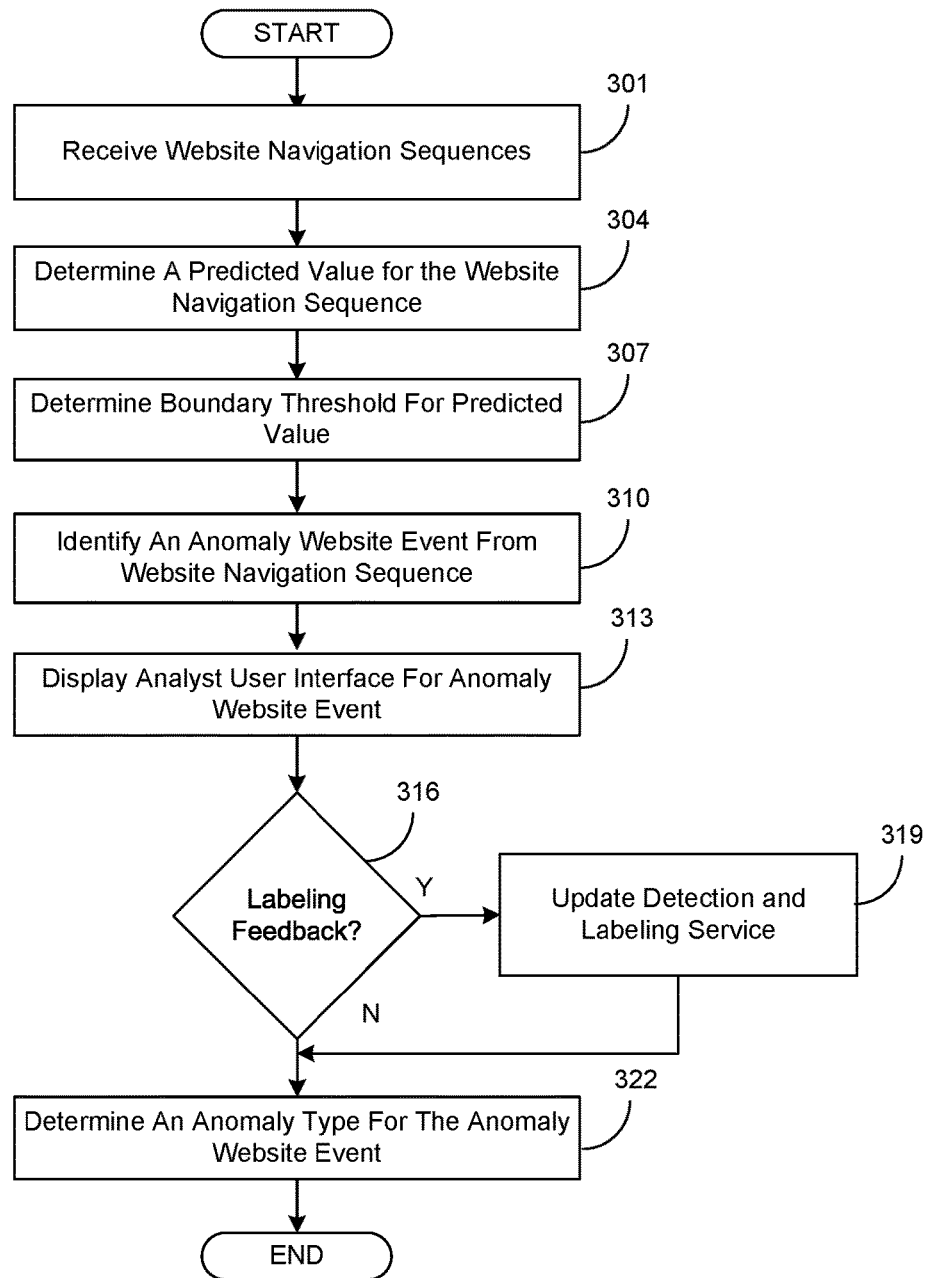 START
301
Receive Website Navigation Sequences
304
Determine A Predicted Value for the Website
Navigation Sequence
307
Determine Boundary Threshold For Predicted
Value
310
Identify An Anomaly Website Event From
Website Navigation Sequence
313
Display Analyst User Interface For Anomaly
Website Event
316
Labeling
Feedback?
Y
319
Update Detection and
Labeling Service
N
322
Determine An Anomaly Type For The Anomaly
Website Event
END